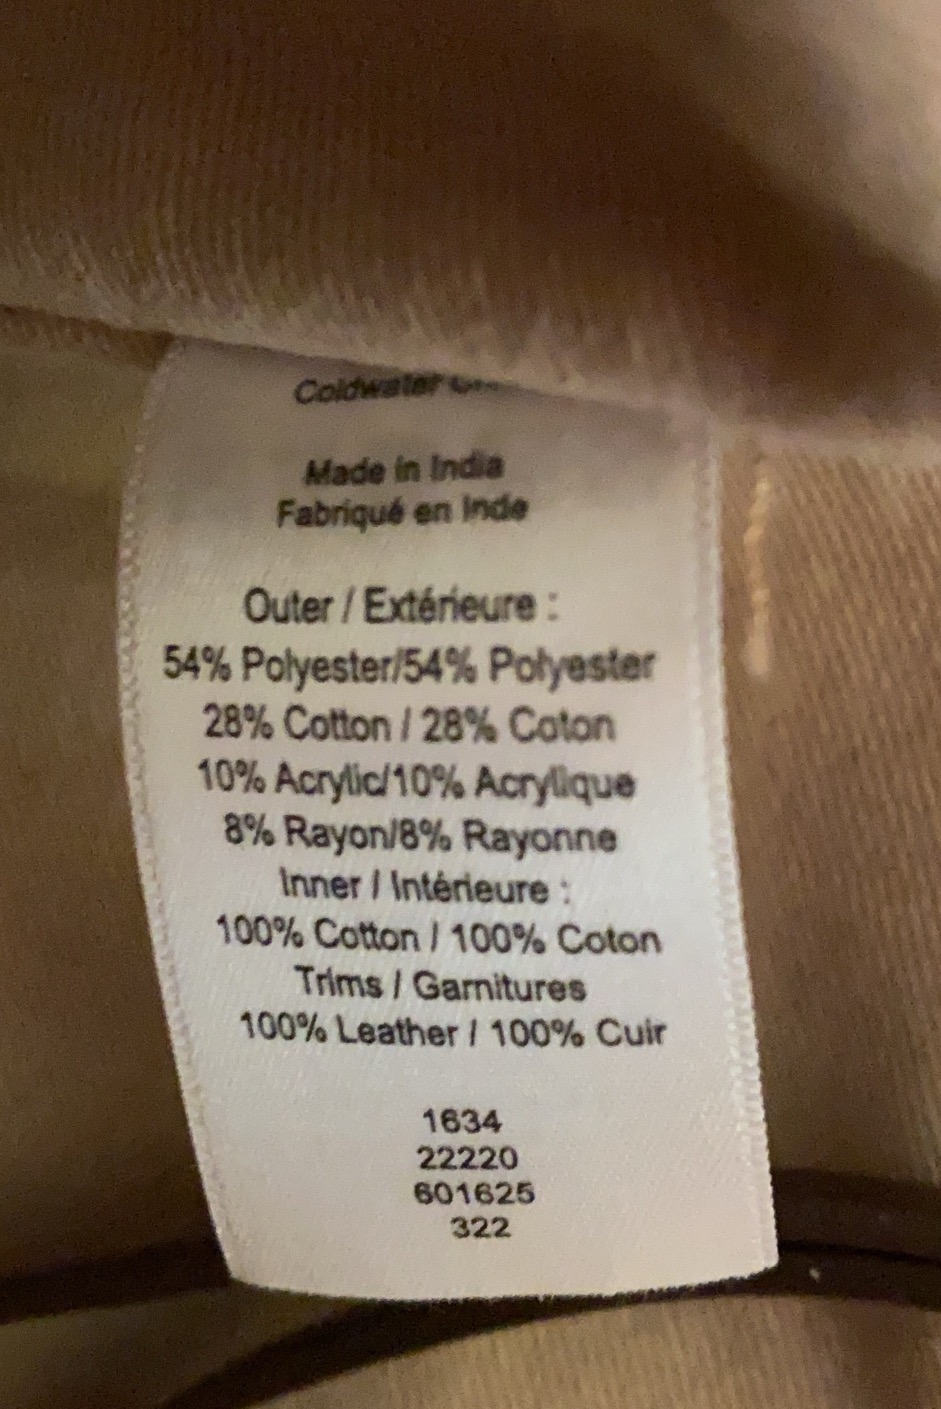 Coldwater
Made in India
Fabriqué en Inde
Outer / Extérieure :
54% Polyester/54% Polyester
28% Cotton / 28% Coton
10% Acrylic/10% Acrylique
8% Rayon/8% Rayonne
Inner / Intérieure :
100% Cotton / 100% Coton
Trims / Garnitures
100% Leather / 100% Cuir
1634
22220
601625
322